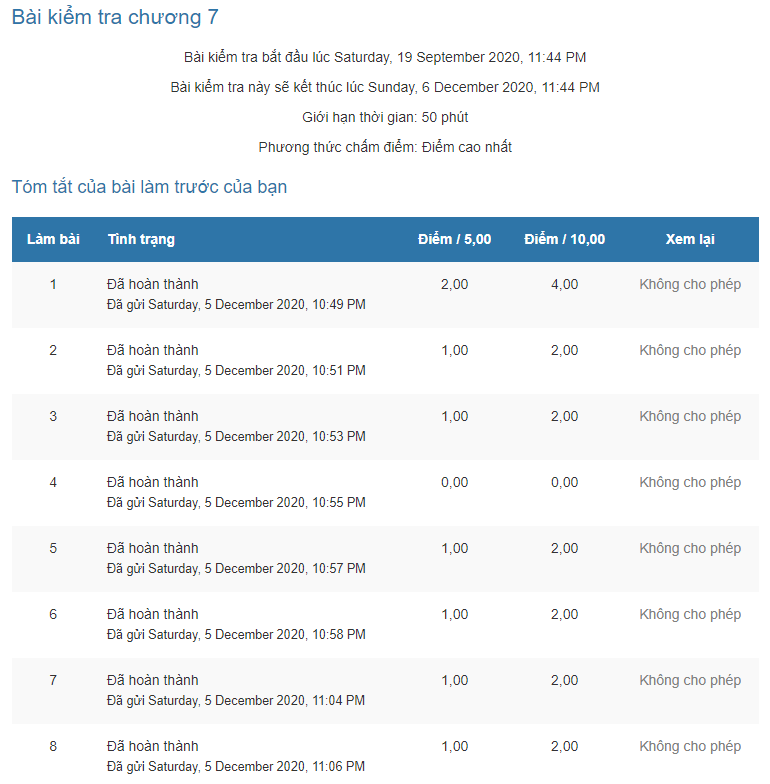 Bài kiểm tra chương 7
Bài kiểm tra bắt đầu lúc Saturday, 19 September 2020, 11:44 PM
Bài kiểm tra này sẽ kết thúc lúc Sunday, 6 December 2020, 11:44 PM
Giới hạn thời gian: 50 phút
Phương thức chấm điểm: Điểm cao nhất
Tóm tắt của bài làm trước của bạn
Làm bài Tình trạng Điểm / 5,00 Điểm / 10,00 Xem lại
1 Đã hoàn thành 2,00 4,00 Không cho phép
Đã gửi Saturday, 5 December 2020, 10:49 PM
2 Đã hoàn thành 1,00 2,00 Không cho phép
Đã gửi Saturday, 5 December 2020, 10:51 PM
3 Đã hoàn thành 1,00 2,00 Không cho phép
Đã gửi Saturday, 5 December 2020, 10:53 PM
4 Đã hoàn thành 0,00 0,00 Không cho phép
Đã gửi Saturday, 5 December 2020, 10:55 PM
5 Đã hoàn thành 1,00 2,00 Không cho phép
Đã gửi Saturday, 5 December 2020, 10:57 PM
6 Đã hoàn thành 1,00 2,00 Không cho phép
Đã gửi Saturday, 5 December 2020, 10:58 PM
7 Đã hoàn thành 1,00 2,00 Không cho phép
Đã gửi Saturday, 5 December 2020, 11:04 PM
8 Đã hoàn thành 1,00 2,00 Không cho phép
Đã gửi Saturday, 5 December 2020, 11:06 PM